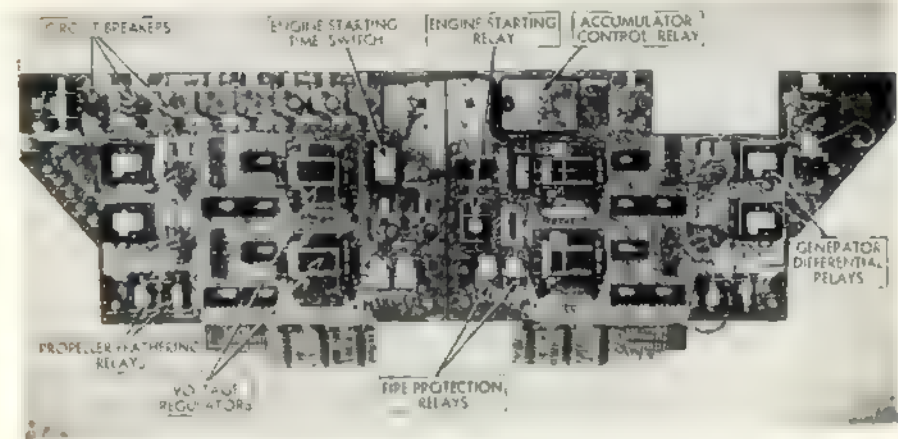 CIRCUIT BREAKERS
ENGINE STARTING
TIME SWITCH
ENGINE STARTING
RELAY
ACCUMULATOR
CONTROL RELAY
GENERATOR
DIFFERENTIAL
RELAYS
PROPELLER FEATHERING
RELAYS
VOLTAGE
REGULATORS
FIRE PROTECTION
RELAYS